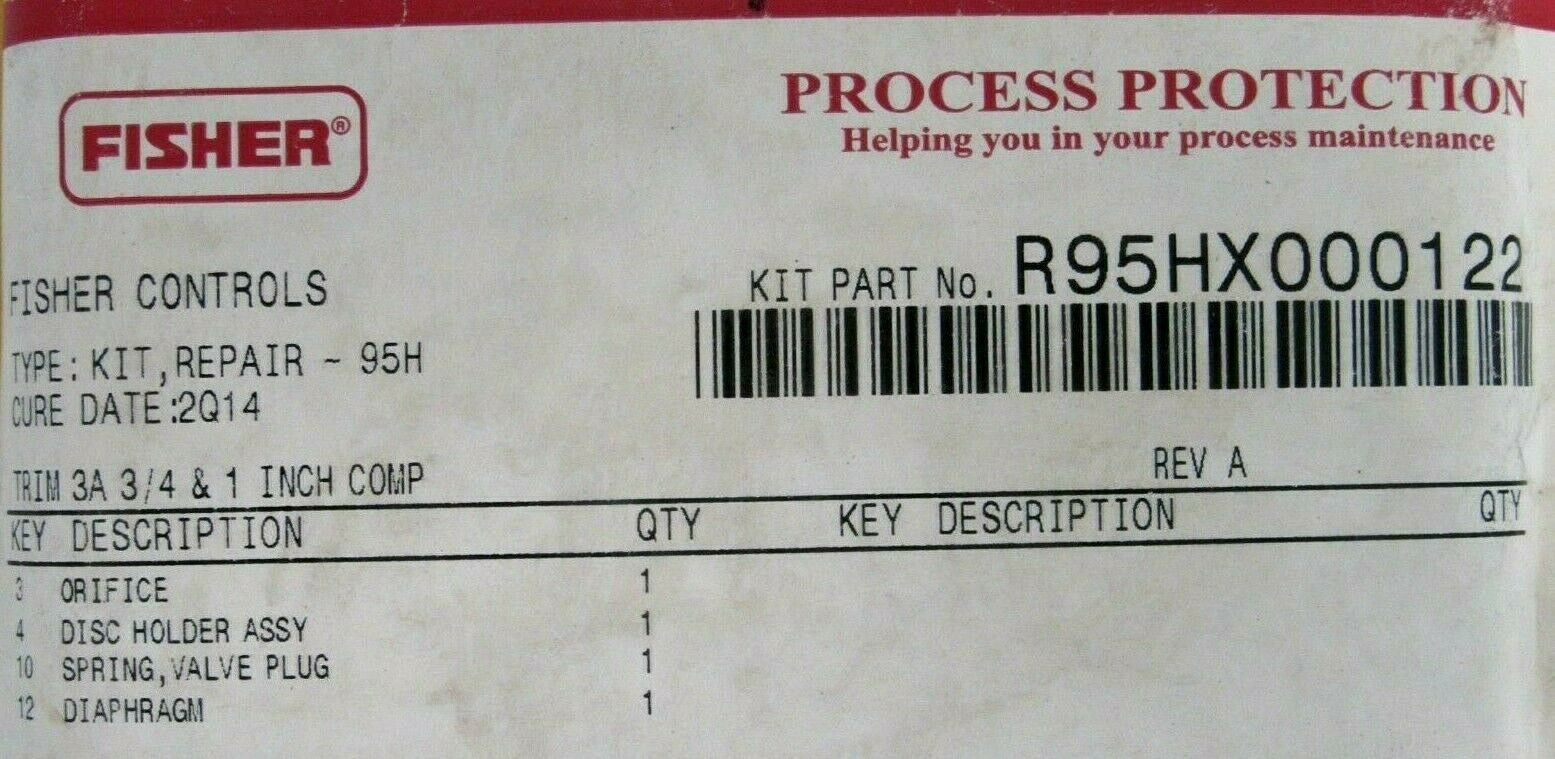 FISHER®
PROCESS PROTECTION
Helping you in your process maintenance
FISHER CONTROLS
KIT PART No. R95HX000122
TYPE: KIT, REPAIR ~ 95H
CURE DATE:2Q14
TRIM 3A 3/4 & 1 INCH COMP
REV A
KEY DESCRIPTION QTY KEY DESCRIPTION QTY
3 ORIFICE 1
4 DISC HOLDER ASSY 1
10 SPRING,VALVE PLUG 1
12 DIAPHRAGM 1